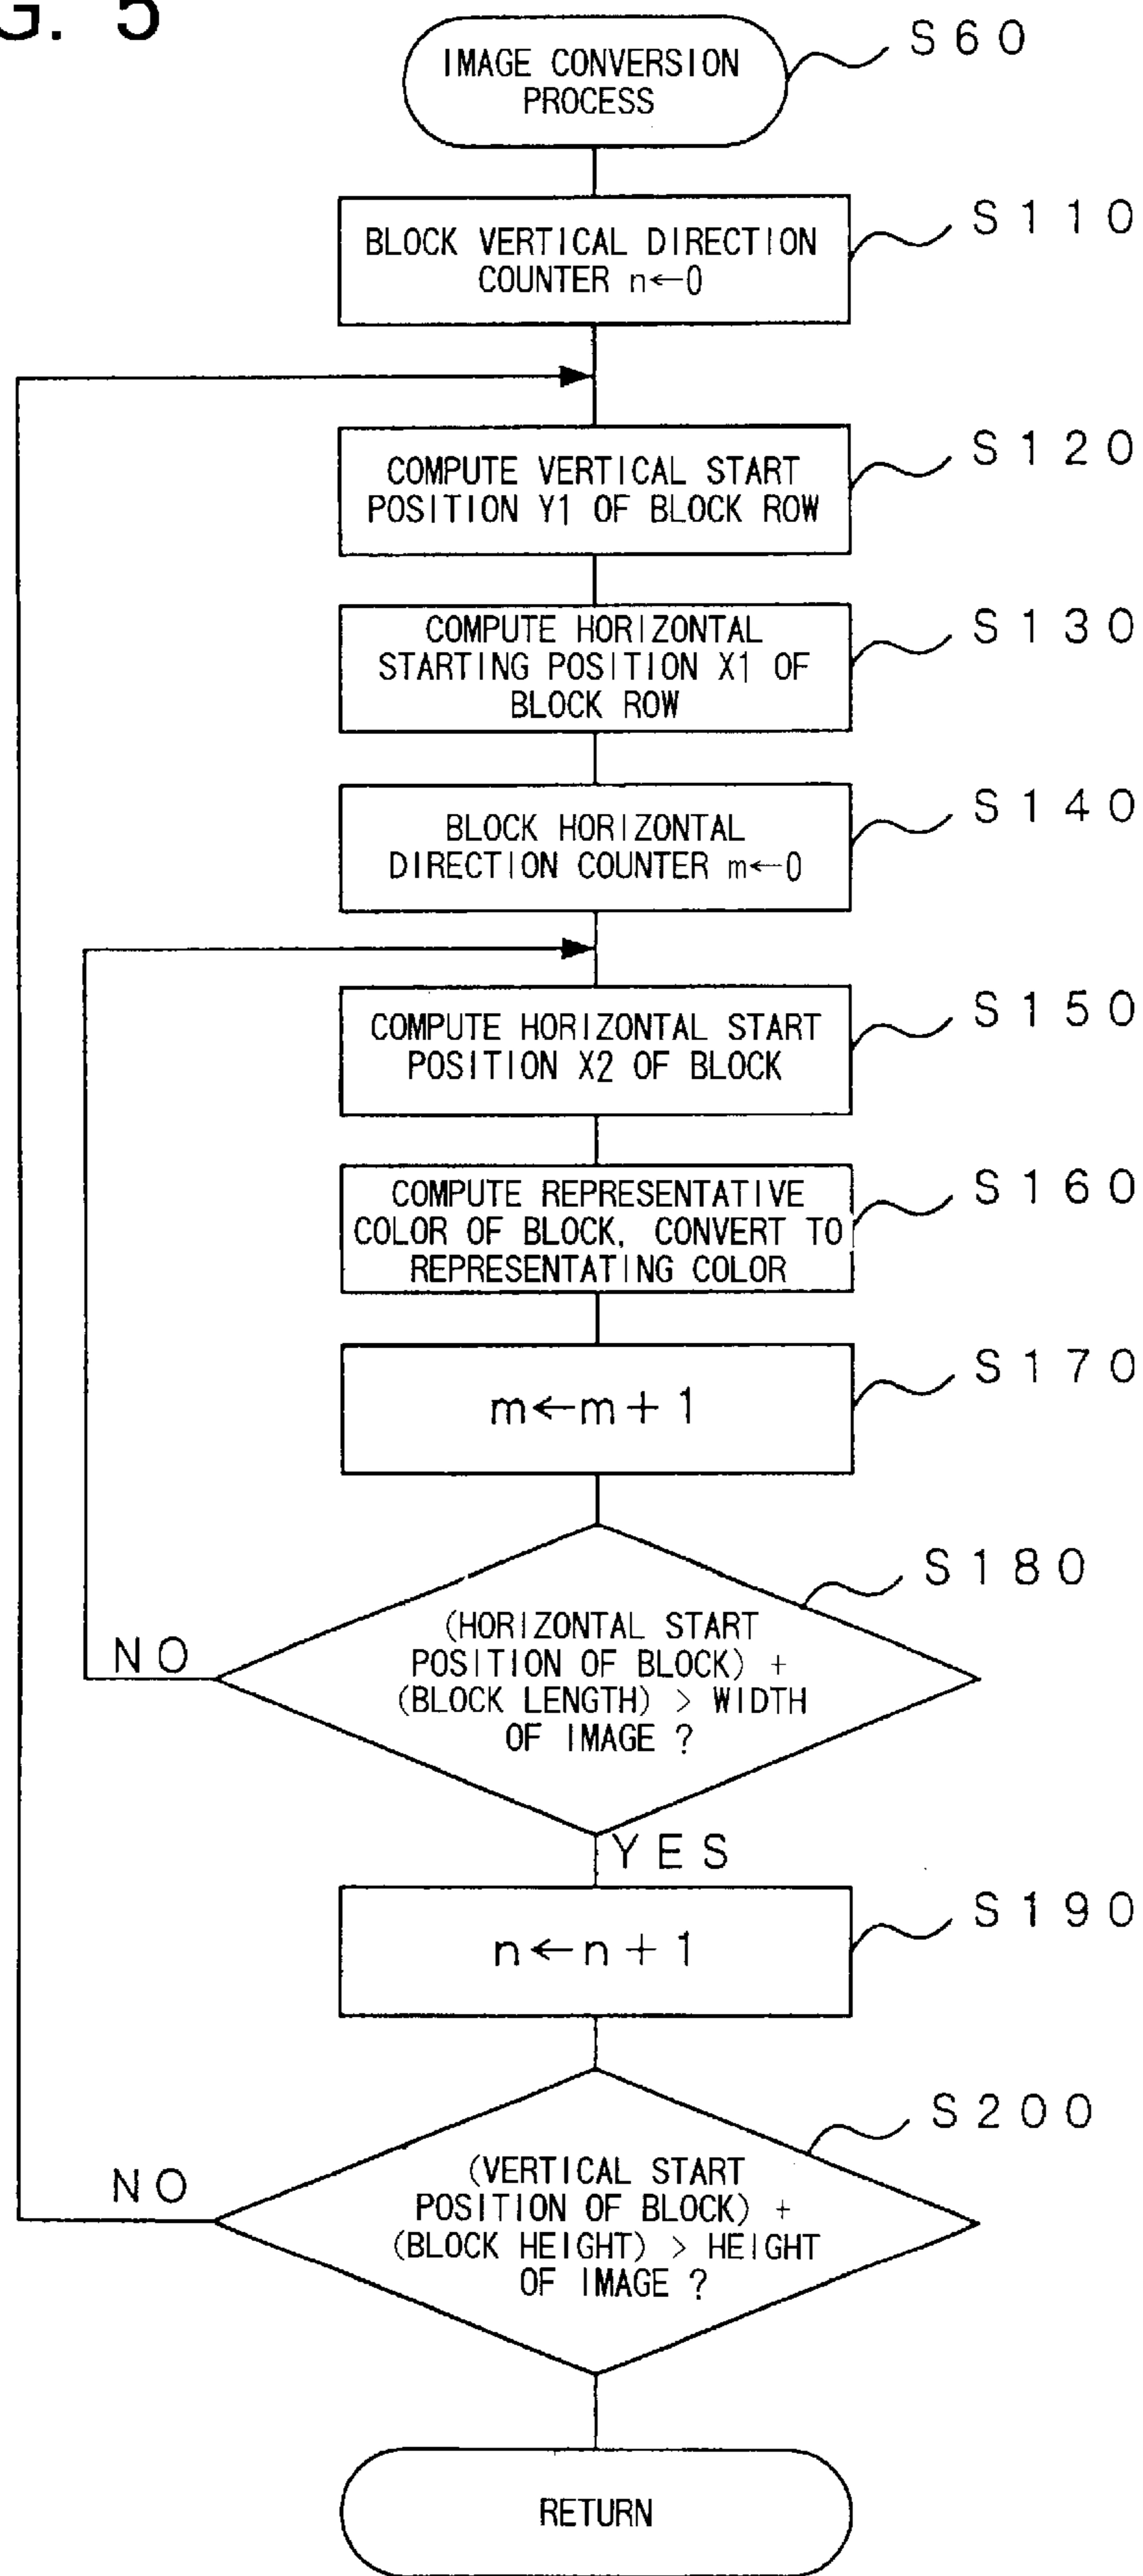 G. 5
IMAGE CONVERSION
PROCESS
S60
BLOCK VERTICAL DIRECTION
COUNTER n←0
S110
COMPUTE VERTICAL START
POSITION Y1 OF BLOCK ROW
S120
COMPUTE HORIZONTAL
STARTING POSITION X1 OF
BLOCK ROW
S130
BLOCK HORIZONTAL
DIRECTION COUNTER m←0
S140
COMPUTE HORIZONTAL START
POSITION X2 OF BLOCK
S150
COMPUTE REPRESENTATIVE
COLOR OF BLOCK, CONVERT TO
REPRESENTATING COLOR
S160
m←m+1
S170
(HORIZONTAL START
POSITION OF BLOCK) +
(BLOCK LENGTH) > WIDTH
OF IMAGE ?
S180
NO
YES
n←n+1
S190
(VERTICAL START
POSITION OF BLOCK) +
(BLOCK HEIGHT) > HEIGHT
OF IMAGE ?
S200
NO
RETURN